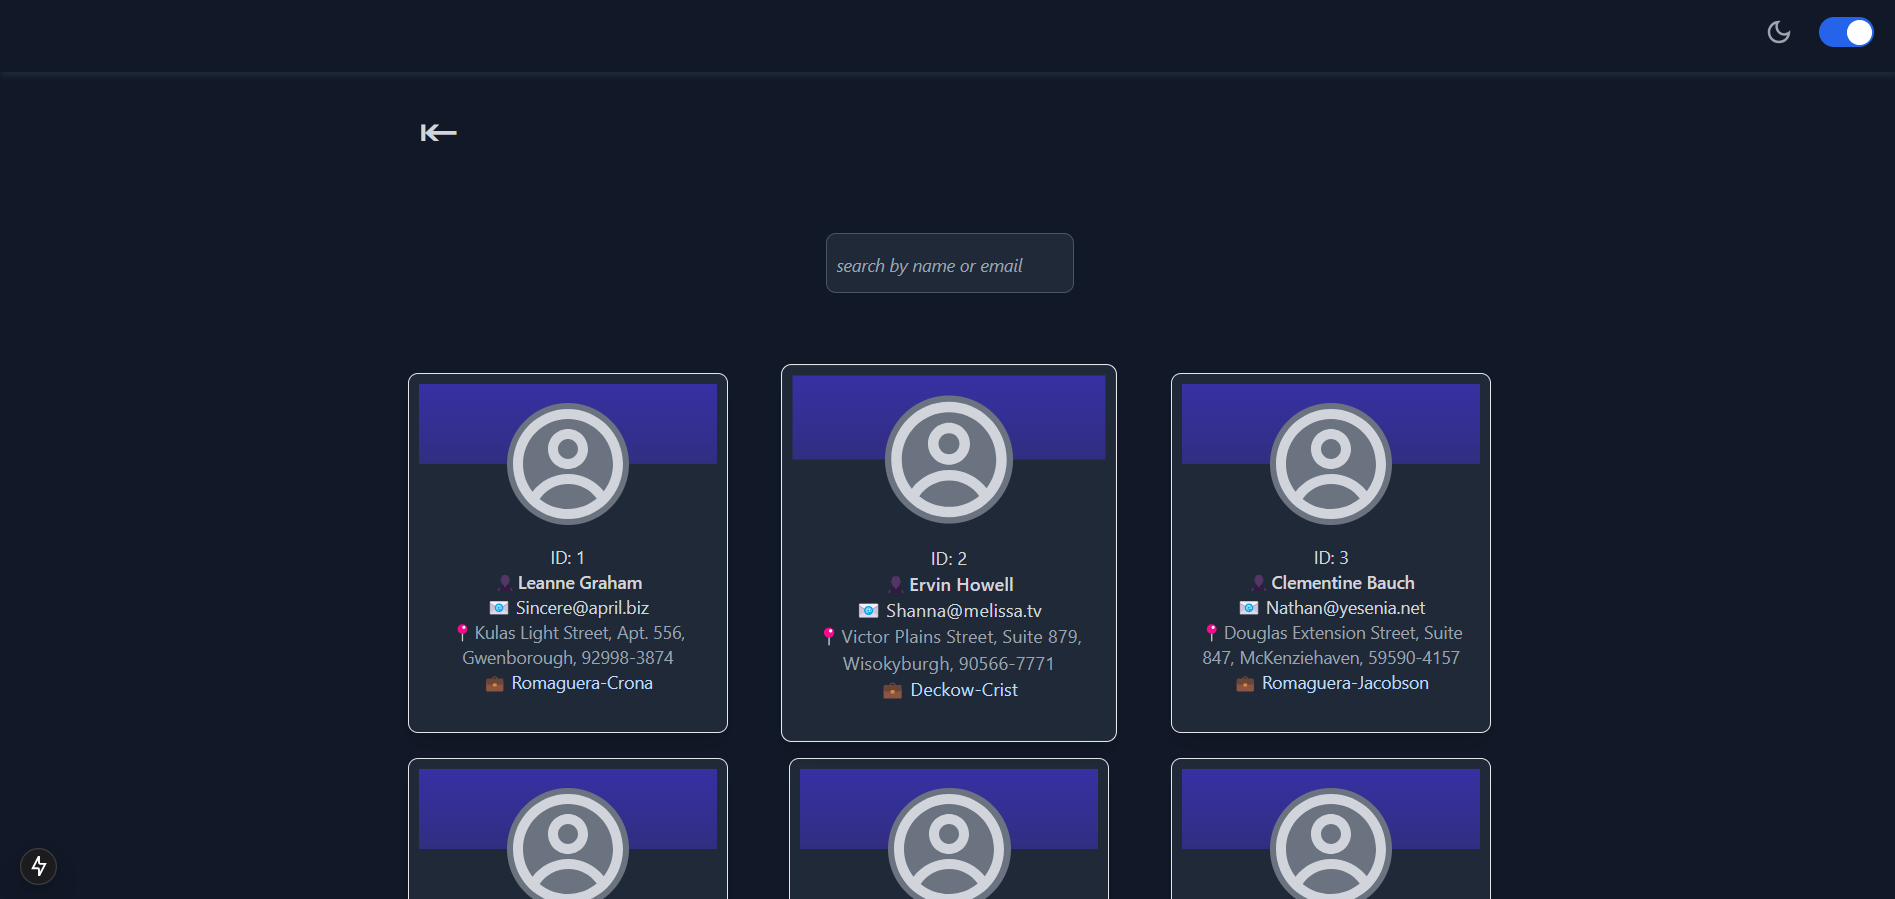 search by name or email
ID: 1
Leanne Graham
Sincere@april.biz
Kulas Light Street, Apt. 556,
Gwenborough, 92998-3874
Romaguera-Crona
ID: 2
Ervin Howell
Shanna@melissa.tv
Victor Plains Street, Suite 879,
Wisokyburgh, 90566-7771
Deckow-Crist
ID: 3
Clementine Bauch
Nathan@yesenia.net
Douglas Extension Street, Suite
847, McKenziehaven, 59590-4157
Romaguera-Jacobson